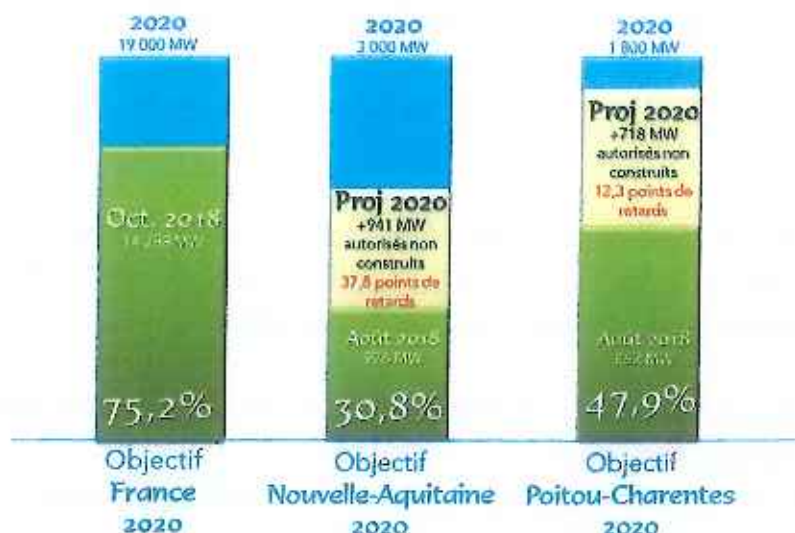 2020
19 000 MW
Oct. 2018
75,2%
Objectif
France
2020
2020
3 000 MW
Proj 2020
+941 MW
autorisés non
construits
37,8 points de
retards
Août 2018
30,8%
Objectif
Nouvelle-Aquitaine
2020
2020
1 800 MW
Proj 2020
+718 MW
autorisés non
construits
12,3 points de
retards
Août 2018
47,9%
Objectif
Poitou-Charentes
2020